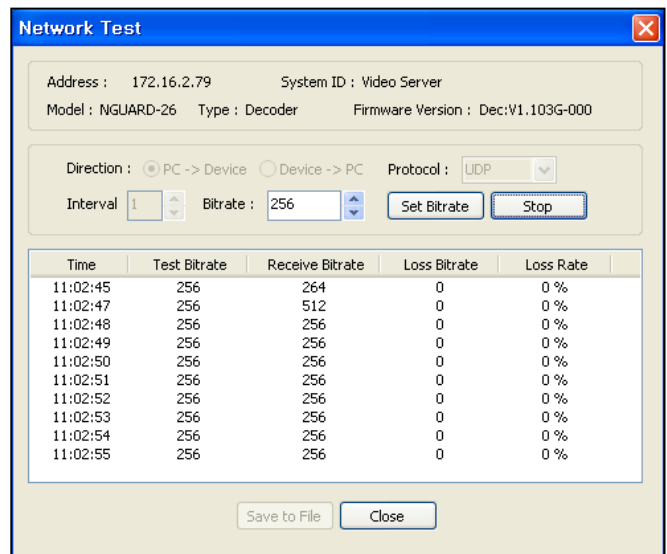 Network Test
Address : 172.16.2.79 System ID : Video Server
Model : NGUARD-26 Type : Decoder Firmware Version : Dec:V1.103G-000
Direction : PC -> Device Device -> PC Protocol : UDP
Interval 1 Bitrate : 256 Set Bitrate Stop
Time Test Bitrate Receive Bitrate Loss Bitrate Loss Rate
11:02:45 256 264 0 0 %
11:02:47 256 512 0 0 %
11:02:48 256 256 0 0 %
11:02:49 256 256 0 0 %
11:02:50 256 256 0 0 %
11:02:51 256 256 0 0 %
11:02:52 256 256 0 0 %
11:02:53 256 256 0 0 %
11:02:54 256 256 0 0 %
11:02:55 256 256 0 0 %
Save to File Close